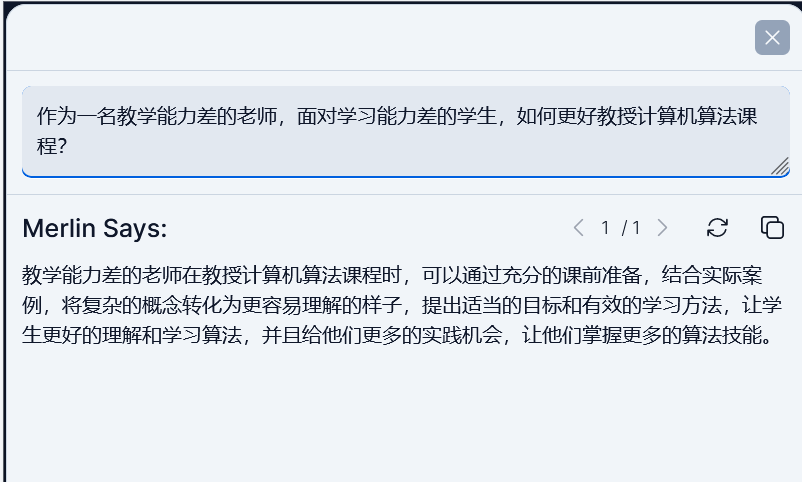 作为一名教学能力差的老师，面对学习能力差的学生，如何更好教授计算机算法课
程？
Merlin Says:
1 / 1
教学能力差的老师在教授计算机算法课程时，可以通过充分的课前准备，结合实际案
例，将复杂的概念转化为更容易理解的样子，提出适当的目标和有效的学习方法，让学
生更好的理解和学习算法，并且给他们更多的实践机会，让他们掌握更多的算法技能。